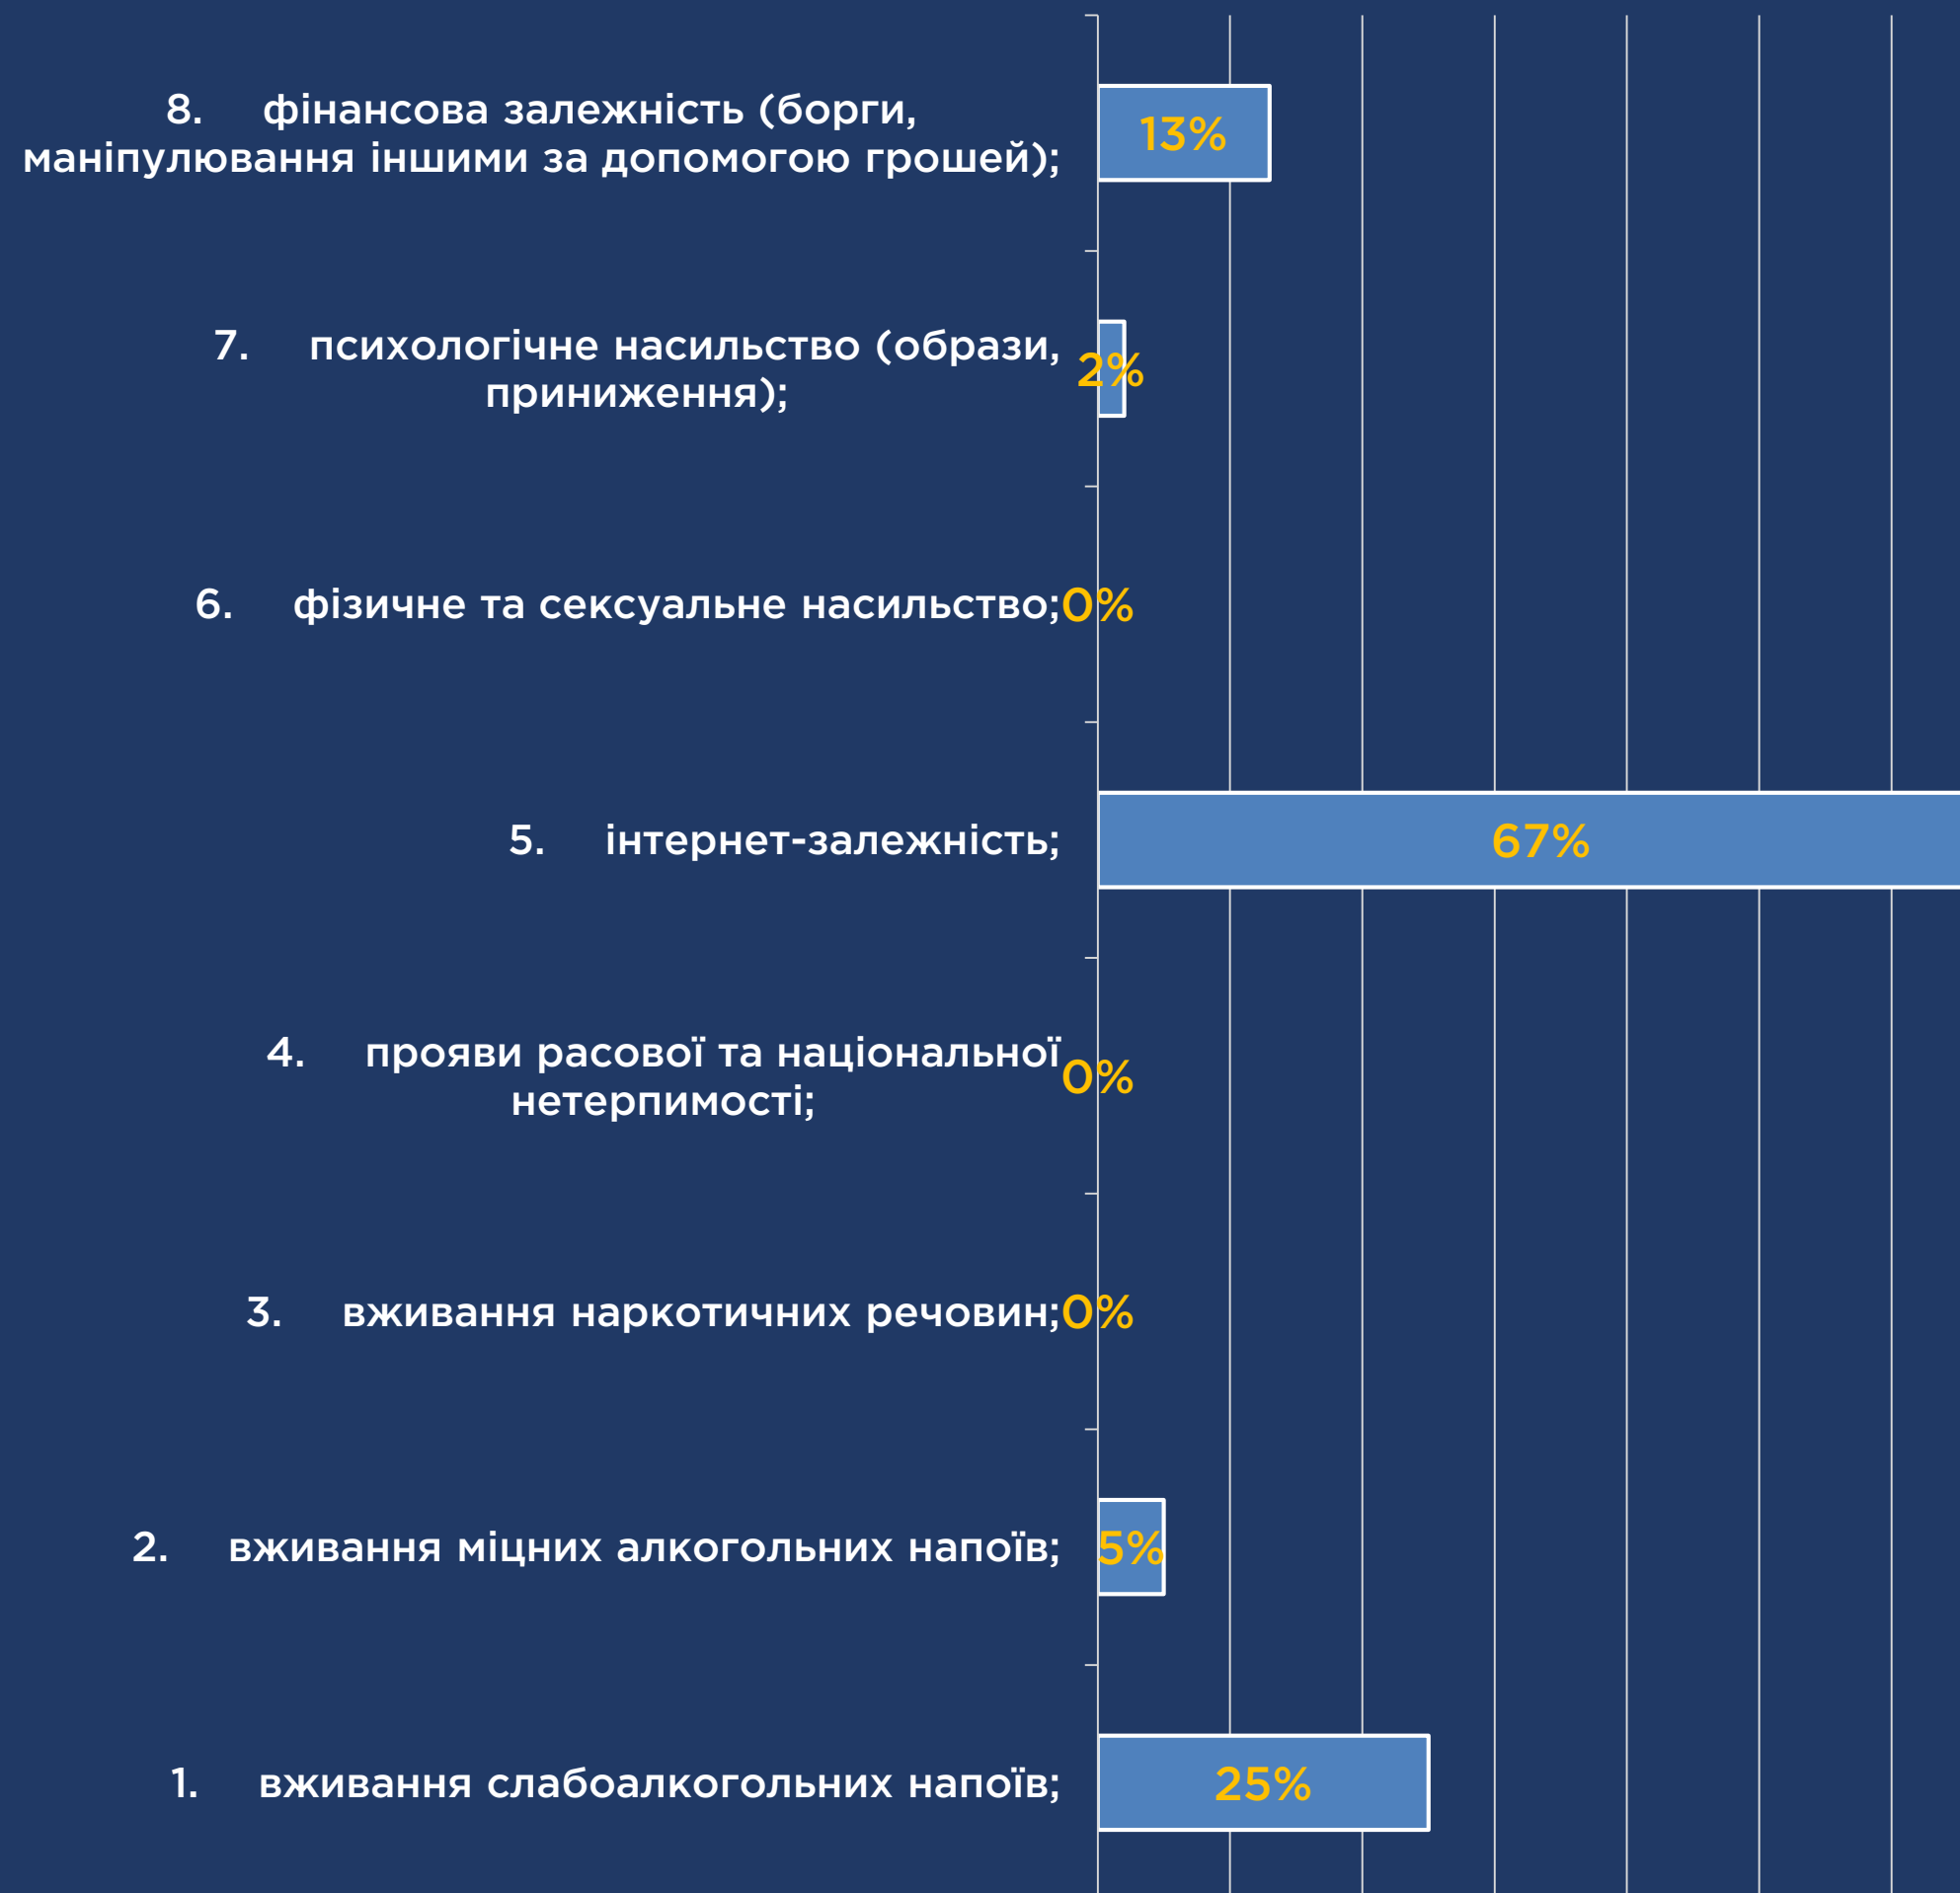 8. фінансова залежність (борги,
маніпулювання іншими за допомогою грошей);
13%
7. психологічне насильство (образи,
приниження);
2%
6. фізичне та сексуальне насильство;
0%
5. інтернет-залежність;
67%
4. прояви расової та національної
нетерпимості;
0%
3. вживання наркотичних речовин;
0%
2. вживання міцних алкогольних напоїв;
5%
1. вживання слабоалкогольних напоїв;
25%